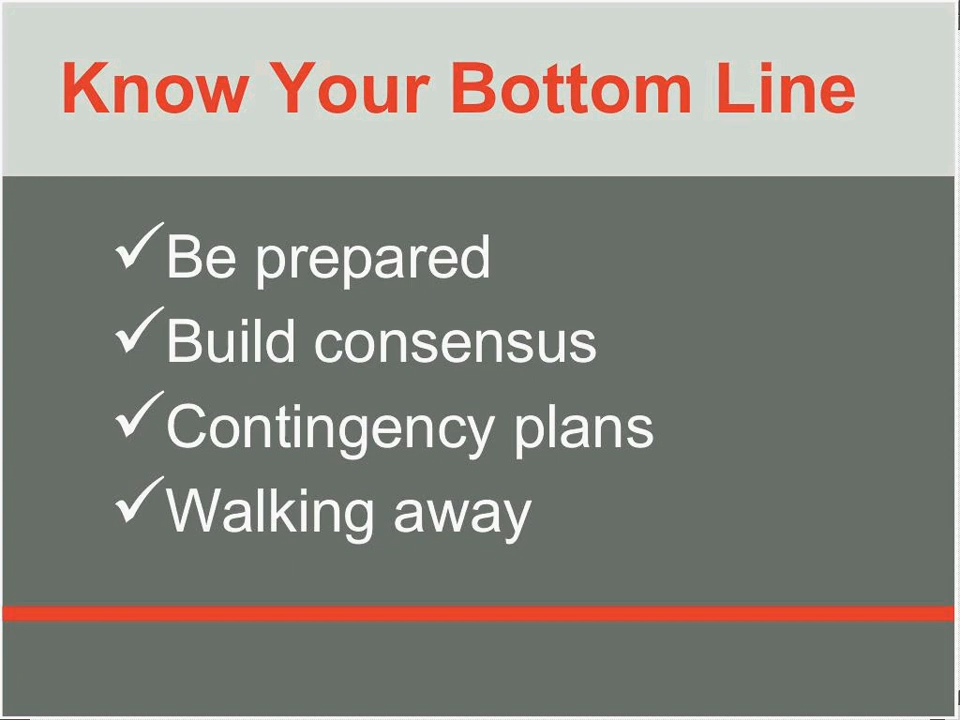 Know Your Bottom Line
✓Be prepared
✓Build consensus
✓Contingency plans
✓Walking away